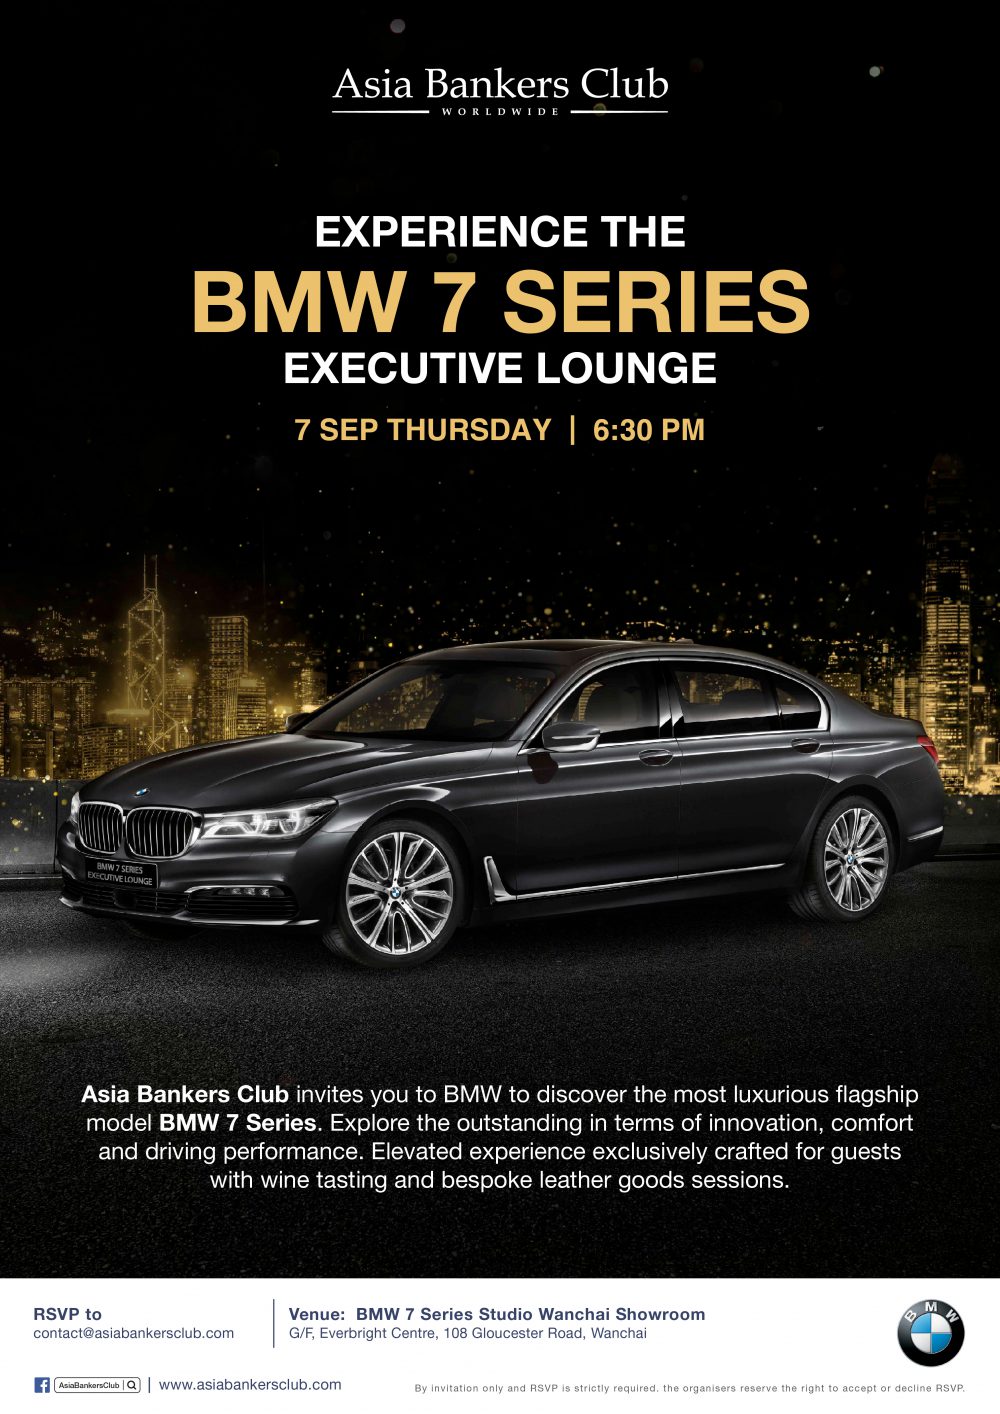 Asia Bankers Club
WORLDWIDE
EXPERIENCE THE
BMW 7 SERIES
EXECUTIVE LOUNGE
7 SEP THURSDAY | 6:30 PM
BMW 7 SERIES
EXECUTIVE LOUNGE
Asia Bankers Club invites you to BMW to discover the most luxurious flagship
model BMW 7 Series. Explore the outstanding in terms of innovation, comfort
and driving performance. Elevated experience exclusively crafted for guests
with wine tasting and bespoke leather goods sessions.
RSVP to
contact@asiabankersclub.com
Venue: BMW 7 Series Studio Wanchai Showroom
G/F, Everbright Centre, 108 Gloucester Road, Wanchai
BMW
AsiaBankersClub | www.asiabankersclub.com
By invitation only and RSVP is strictly required. the organisers reserve the right to accept or decline RSVP.